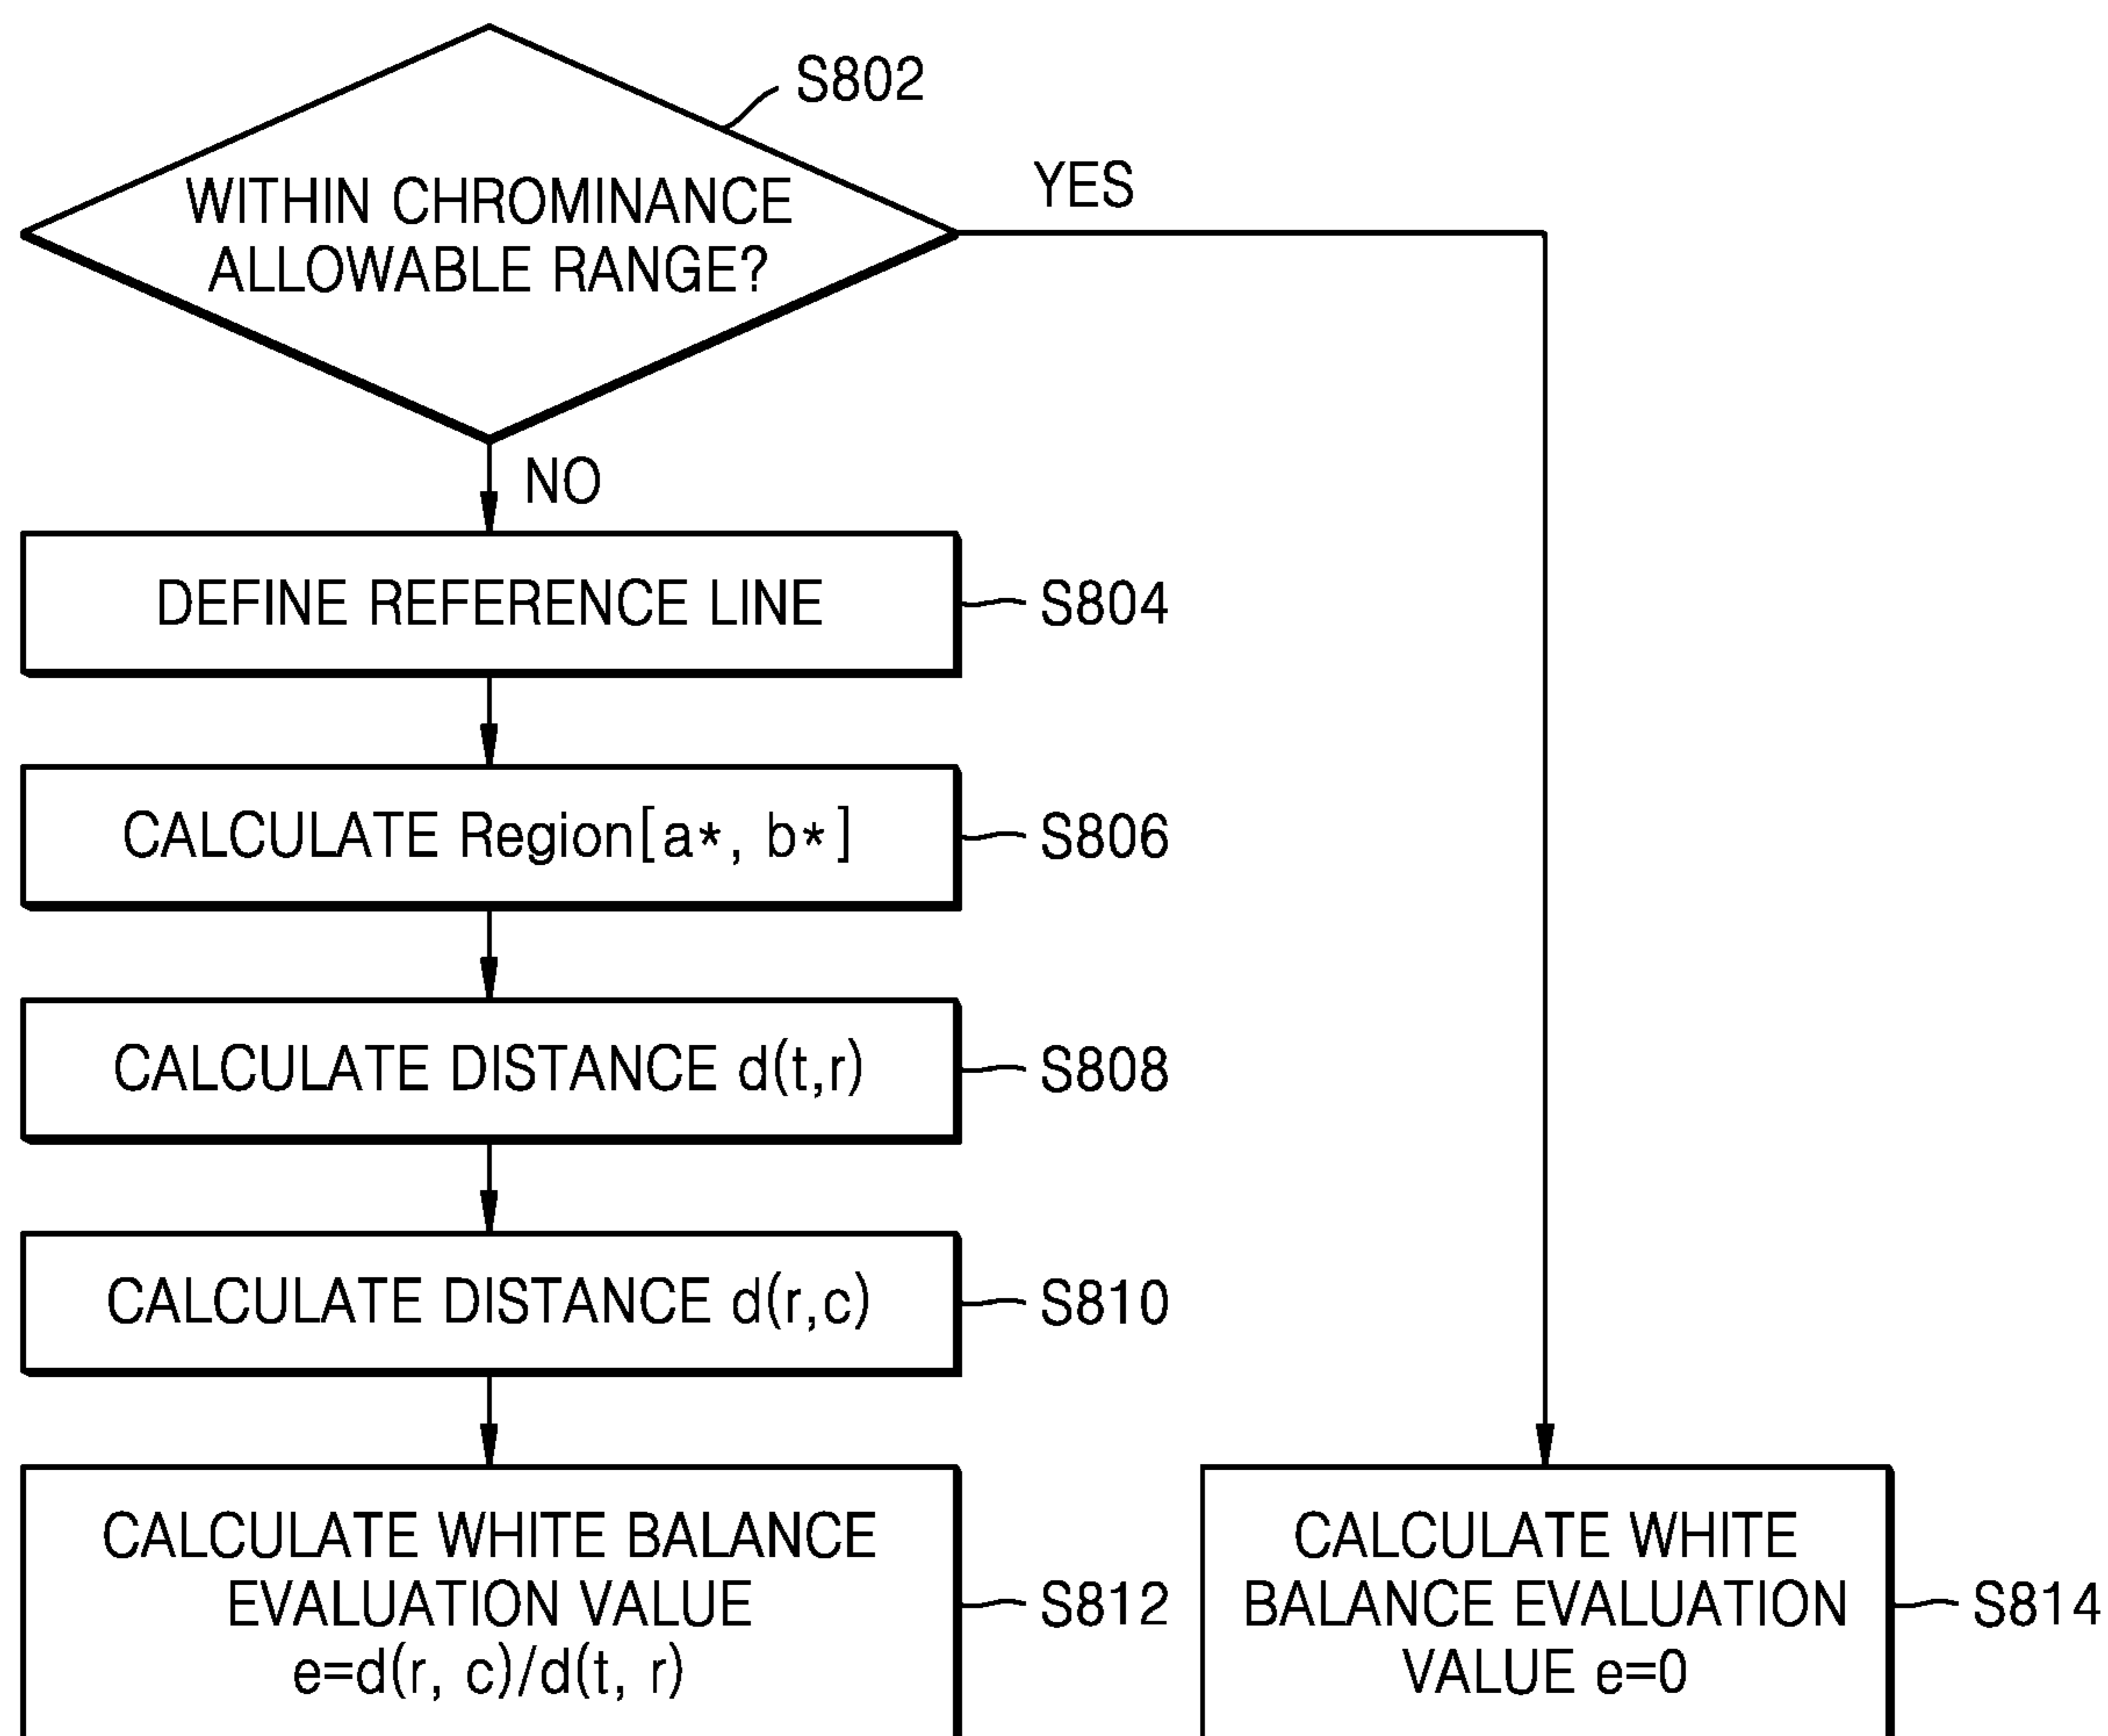 S802
WITHIN CHROMINANCE
ALLOWABLE RANGE?
YES
NO
DEFINE REFERENCE LINE
S804
CALCULATE Region[a*, b*]
S806
CALCULATE DISTANCE d(t,r)
S808
CALCULATE DISTANCE d(r,c)
S810
CALCULATE WHITE BALANCE
EVALUATION VALUE
e=d(r, c)/d(t, r)
S812
CALCULATE WHITE
BALANCE EVALUATION
VALUE e=0
S814